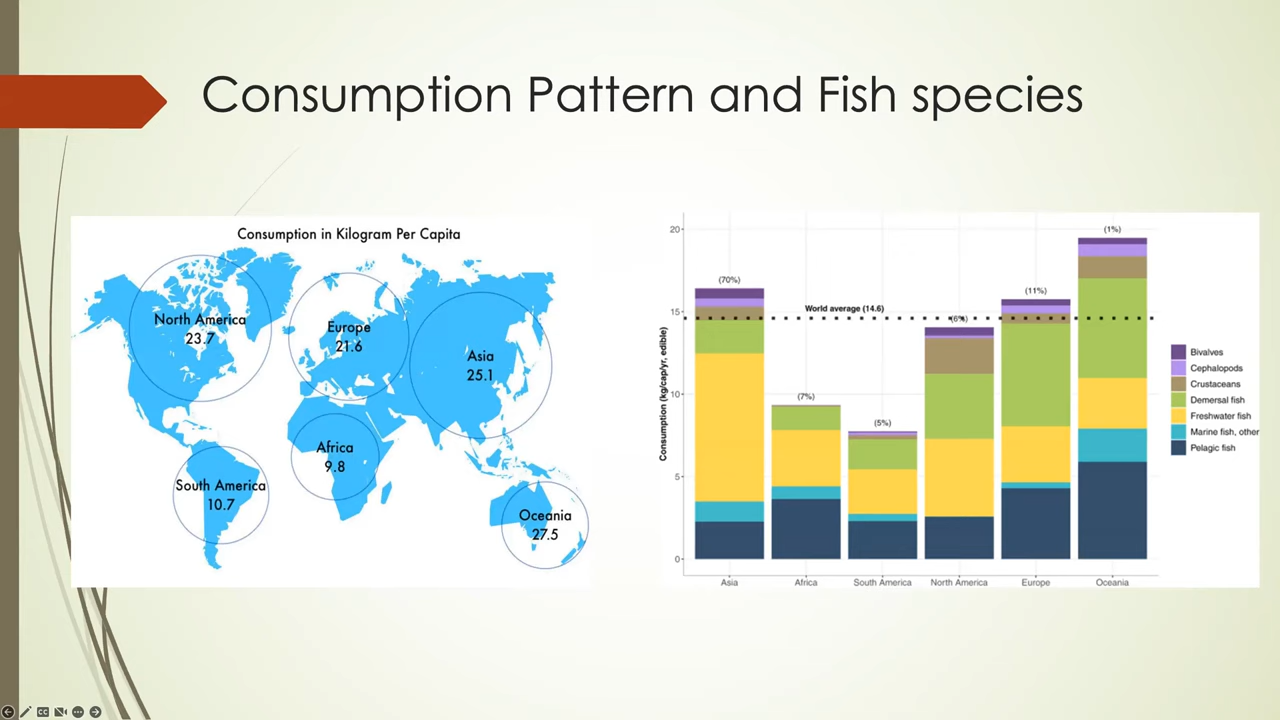 Consumption Pattern and Fish species
Consumption in Kilogram Per Capita
North America
23.7
Europe
21.6
Asia
25.1
Africa
9.8
South America
10.7
Oceania
27.5
Consumption (kg/cap/yr, edible)
20
15
10
5
0
(70%)
(7%)
(5%)
(6%)
(11%)
(1%)
World average (14.6)
Asia
Africa
South America
North America
Europe
Oceania
Bivalves
Cephalopods
Crustaceans
Demersal fish
Freshwater fish
Marine fish, other
Pelagic fish
CC